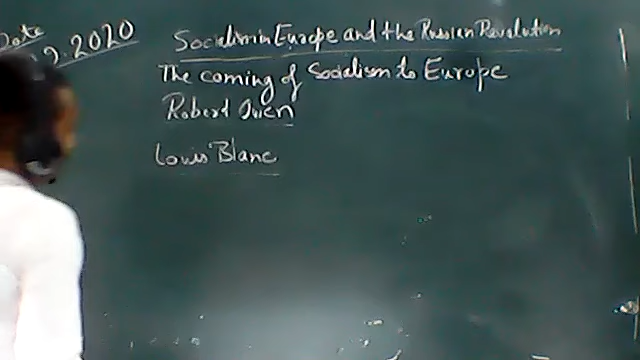 Date
9.2020
Socialism in Europe and the Russian Revolution
The coming of Socialism to Europe
Robert Owen
Louis Blanc